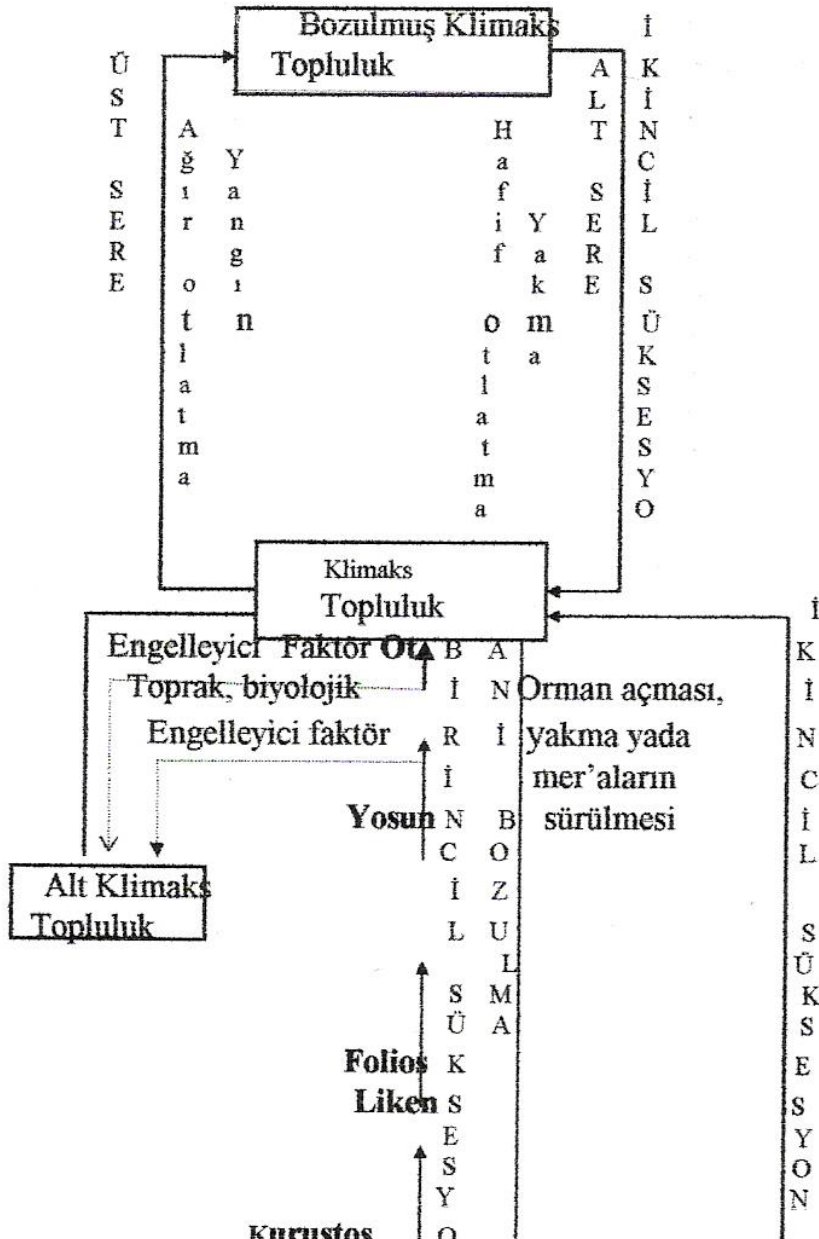 Bozulmuş Klimaks
Topluluk
ÜST SERE
Ağır otlatma
Yangın
Hafif otlatma
Yakma
ALT SERE
İKİNCİL SÜKSESYO
Klimaks
Topluluk
Engelleyici Faktör Ot
Toprak, biyolojik
Engelleyici faktör
Yosun
Alt Klimaks
Topluluk
Folios
Liken
Kurustos
BİRİNCİL SÜKSESYO
ANİ BOZULMA
Orman açması,
yakma yada
mer’aların
sürülmesi
İKİNCİL SÜKSESYON